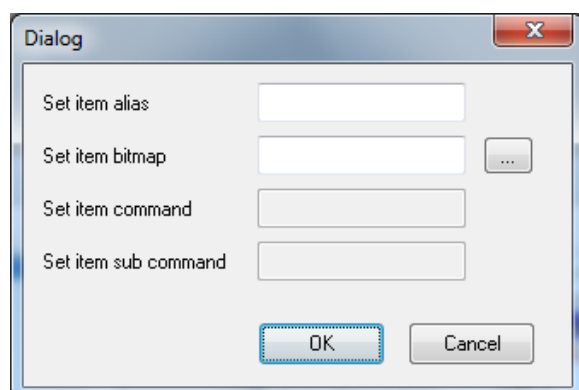 Dialog
Set item alias
Set item bitmap ...
Set item command
Set item sub command
OK Cancel